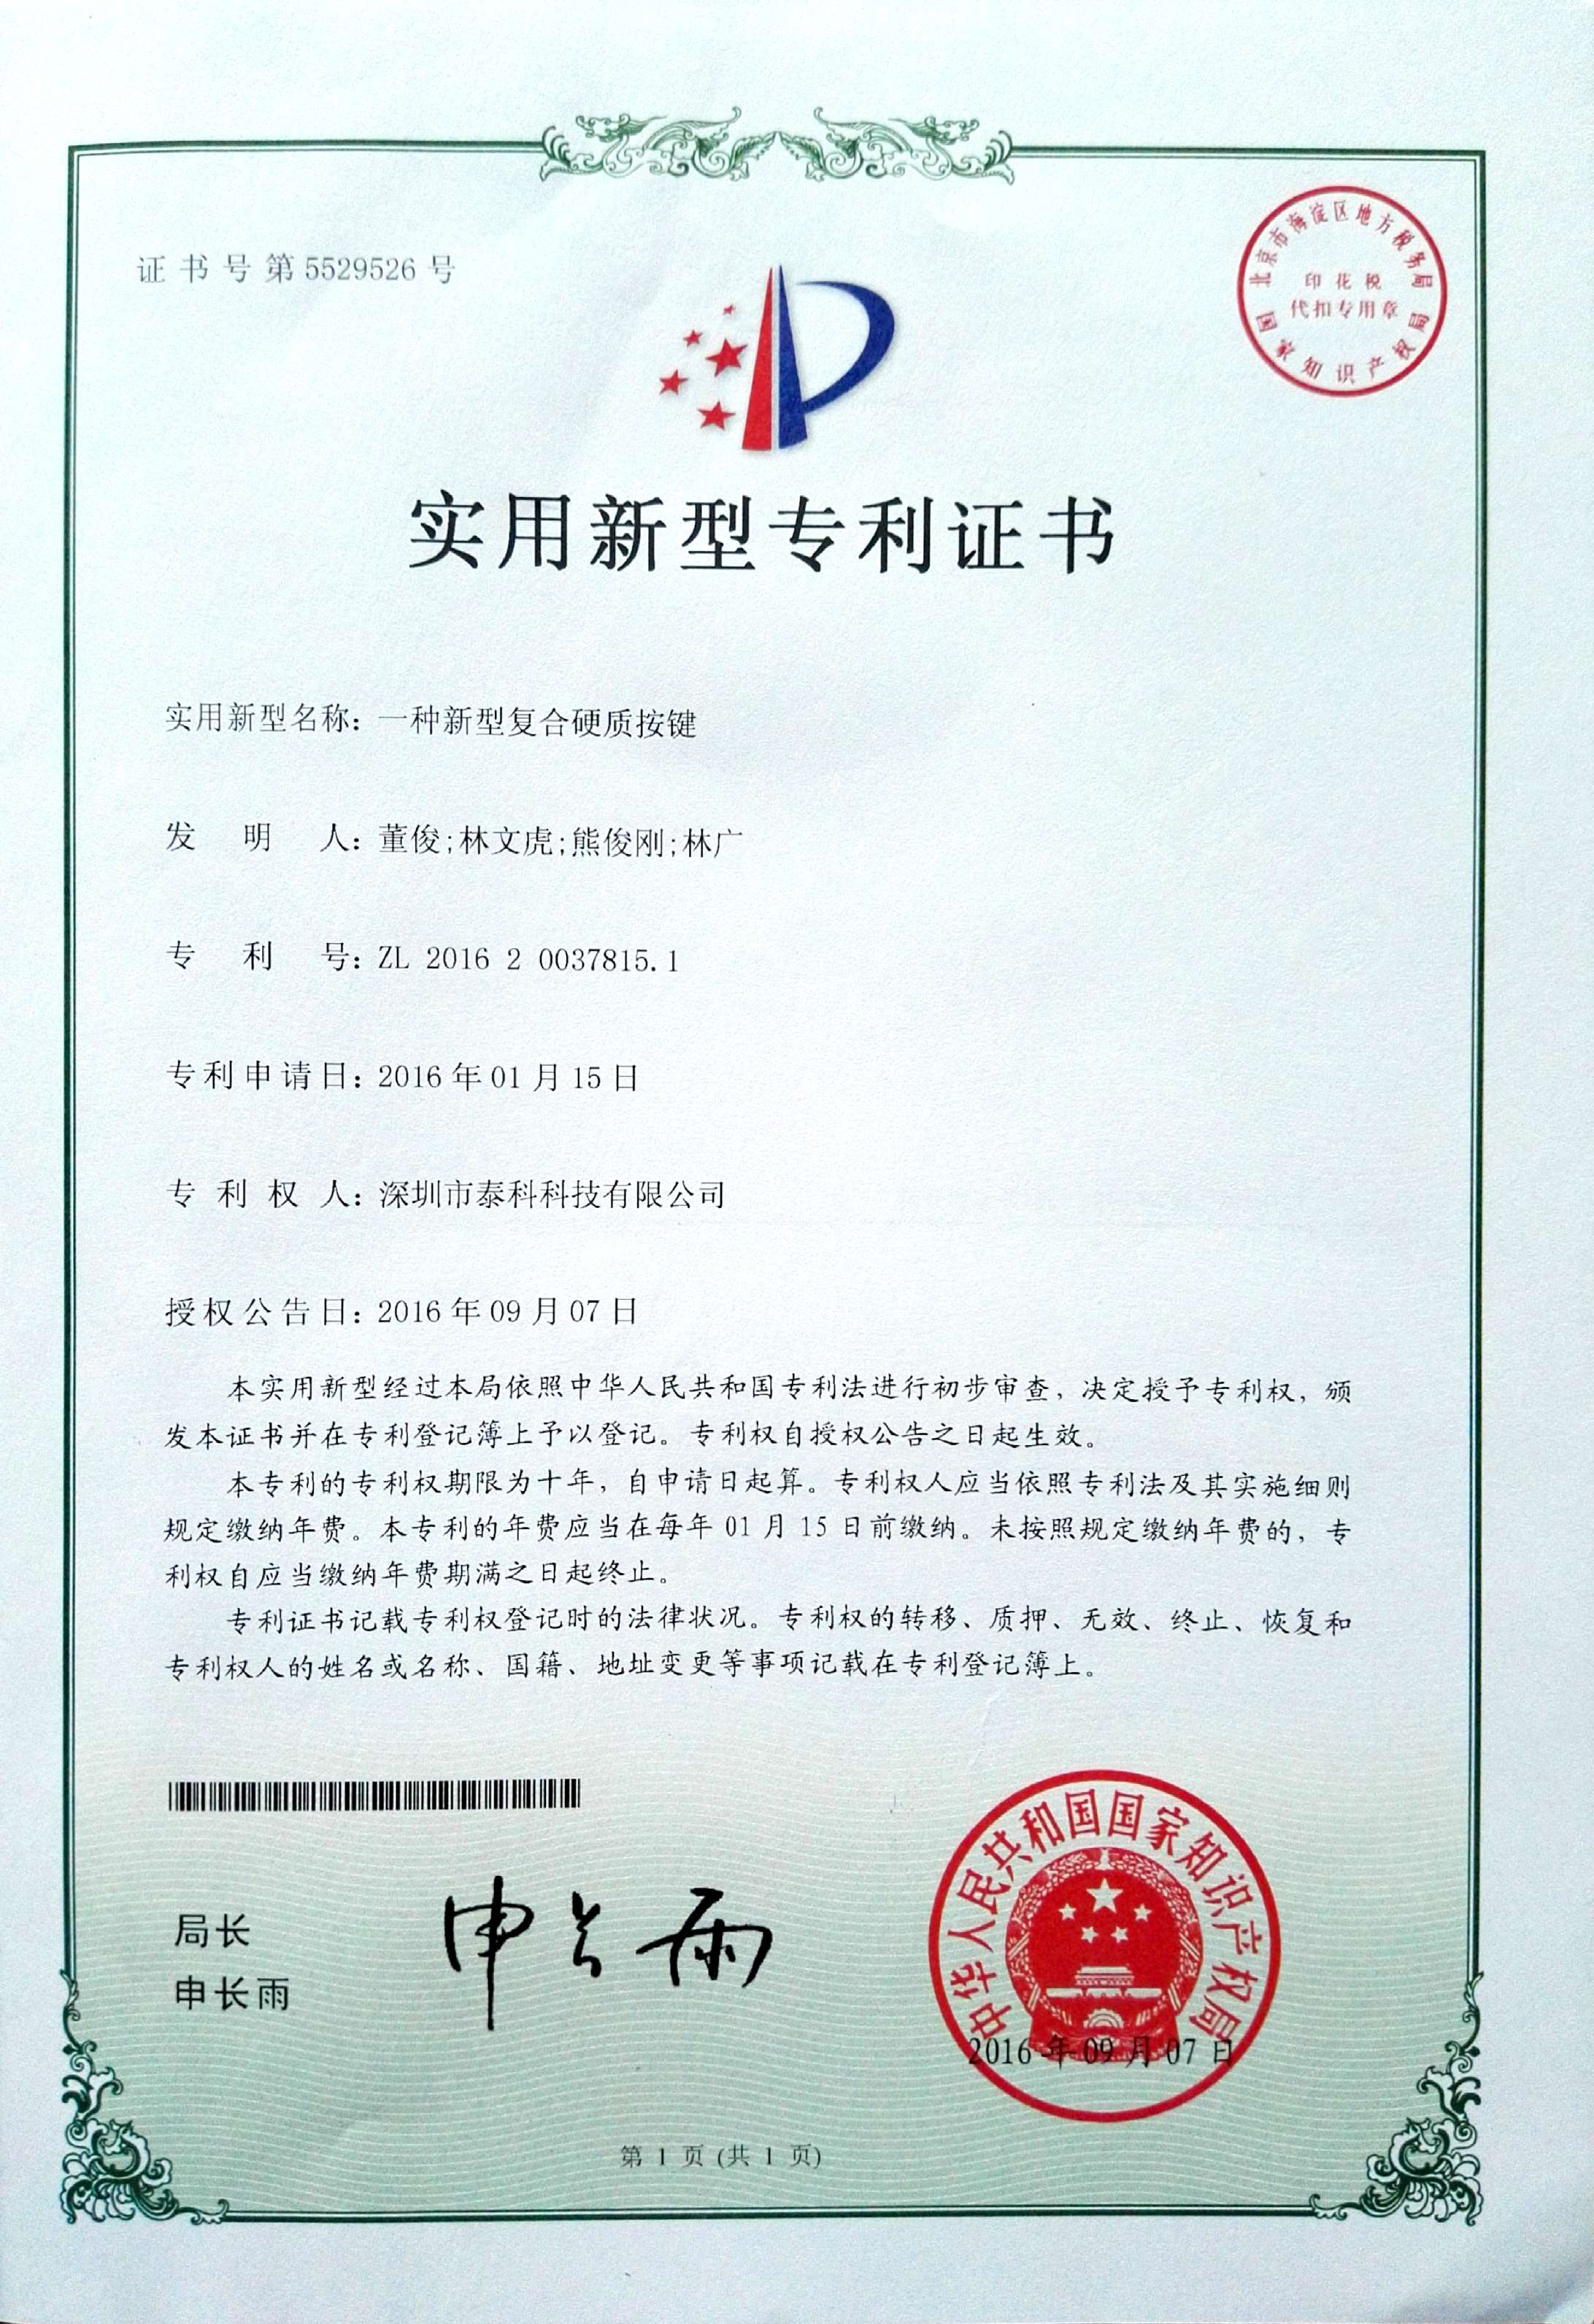 证书号第5529526号
北京市海淀区地方税务局
印花税
代扣专用章
国家知识产权局
实用新型专利证书
实用新型名称：一种新型复合硬质按键
发明人：董俊;林文虎;熊俊刚;林广
专利号：ZL 2016 2 0037815.1
专利申请日：2016年01月15日
专利权人：深圳市泰科科技有限公司
授权公告日：2016年09月07日
本实用新型经过本局依照中华人民共和国专利法进行初步审查，决定授予专利权，颁
发本证书并在专利登记簿上予以登记。专利权自授权公告之日起生效。
本专利的专利权期限为十年，自申请日起算。专利权人应当依照专利法及其实施细则
规定缴纳年费。本专利的年费应当在每年01月15日前缴纳。未按照规定缴纳年费的，专
利权自应当缴纳年费期满之日起终止。
专利证书记载专利权登记时的法律状况。专利权的转移、质押、无效、终止、恢复和
专利权人的姓名或名称、国籍、地址变更等事项记载在专利登记簿上。
局长
申长雨
申长雨
中华人民共和国国家知识产权局
2016年09月07日
第 1 页 (共 1 页)